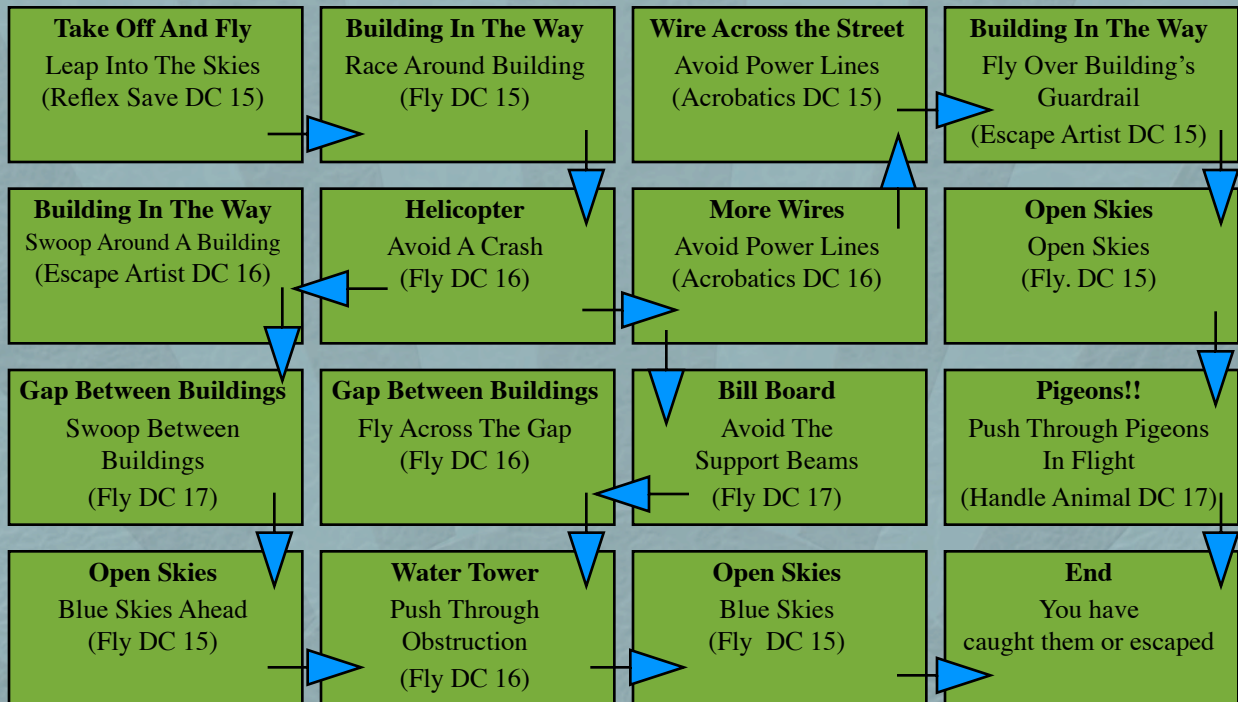 Take Off And Fly
Leap Into The Skies
(Reflex Save DC 15)
Building In The Way
Race Around Building
(Fly DC 15)
Wire Across the Street
Avoid Power Lines
(Acrobatics DC 15)
Building In The Way
Fly Over Building’s
Guardrail
(Escape Artist DC 15)
Building In The Way
Swoop Around A Building
(Escape Artist DC 16)
Helicopter
Avoid A Crash
(Fly DC 16)
More Wires
Avoid Power Lines
(Acrobatics DC 16)
Open Skies
Open Skies
(Fly. DC 15)
Gap Between Buildings
Swoop Between
Buildings
(Fly DC 17)
Gap Between Buildings
Fly Across The Gap
(Fly DC 16)
Bill Board
Avoid The
Support Beams
(Fly DC 17)
Pigeons!!
Push Through Pigeons
In Flight
(Handle Animal DC 17)
Open Skies
Blue Skies Ahead
(Fly DC 15)
Water Tower
Push Through
Obstruction
(Fly DC 16)
Open Skies
Blue Skies
(Fly DC 15)
End
You have
caught them or escaped